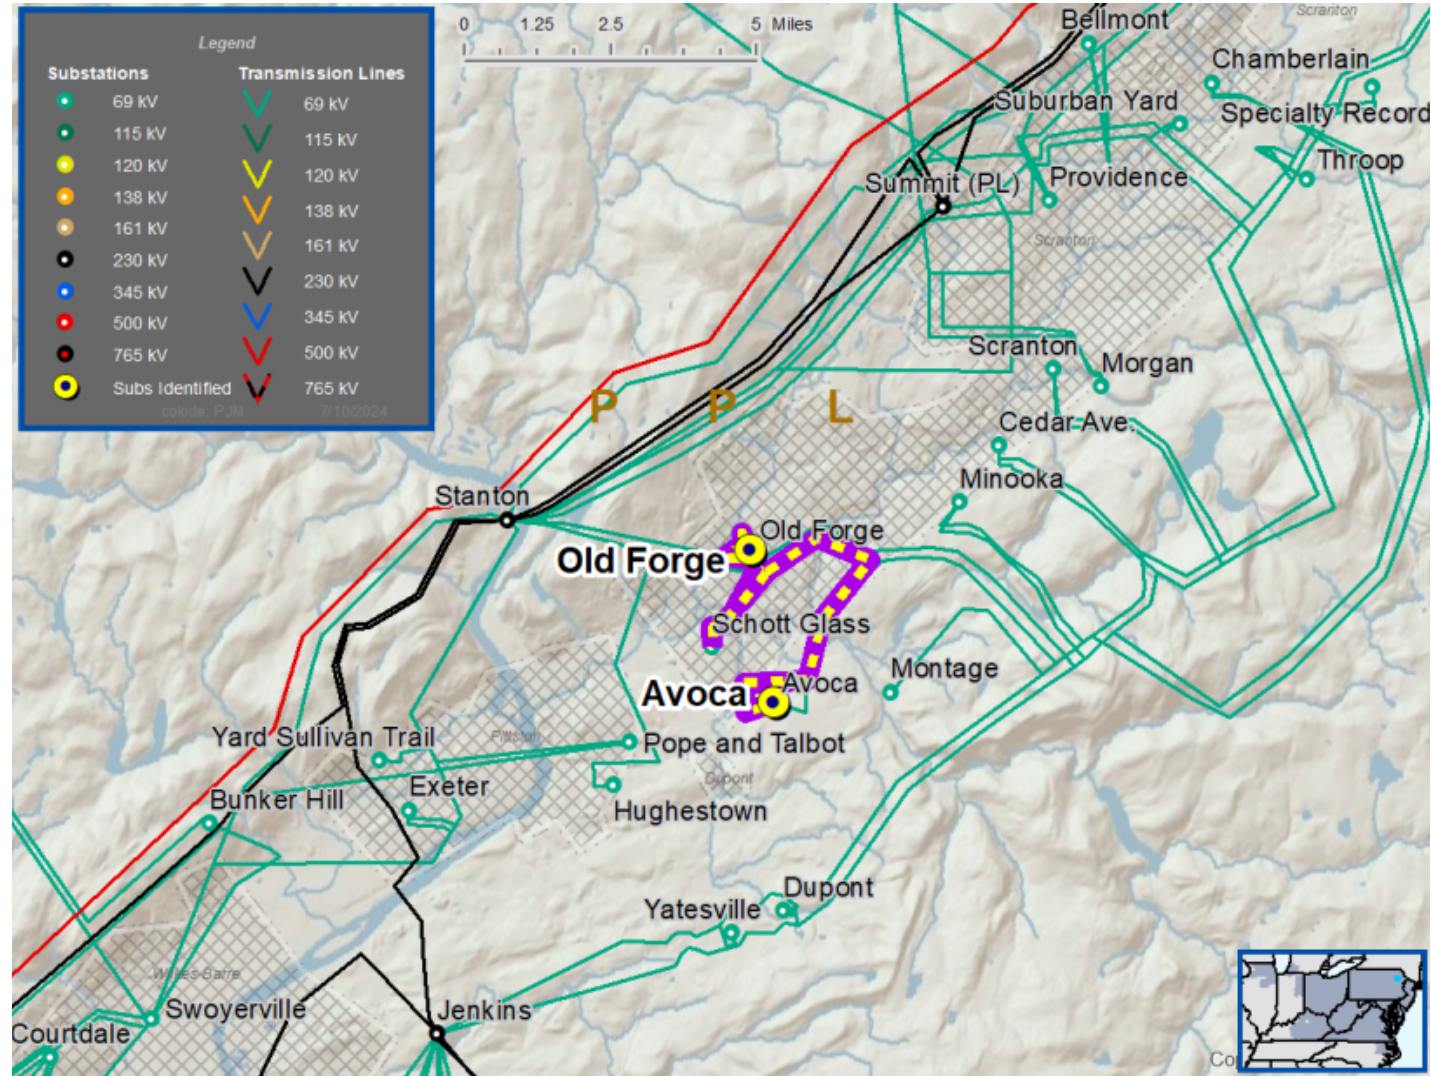 Legend
Substations
Transmission Lines
69 kV
69 kV
115 kV
115 kV
120 kV
120 kV
138 kV
138 kV
161 kV
161 kV
230 kV
230 kV
345 kV
345 kV
500 kV
500 kV
765 kV
765 kV
Subs Identified
colode; PJM 7/10/2024
0 1.25 2.5 5 Miles
Scranton
Bellmont
Chamberlain
Suburban Yard
Specialty Record
Throop
Summit (PL)
Providence
Scranton
Scranton
Morgan
P P L
Cedar Ave.
Minooka
Stanton
Old Forge
Old Forge
Schott Glass
Montage
Avoca
Avoca
Yard Sullivan Trail
Pittston
Pope and Talbot
Dupont
Exeter
Bunker Hill
Hughestown
Dupont
Yatesville
Wilkes-Barre
Swoyerville
Jenkins
Courtdale